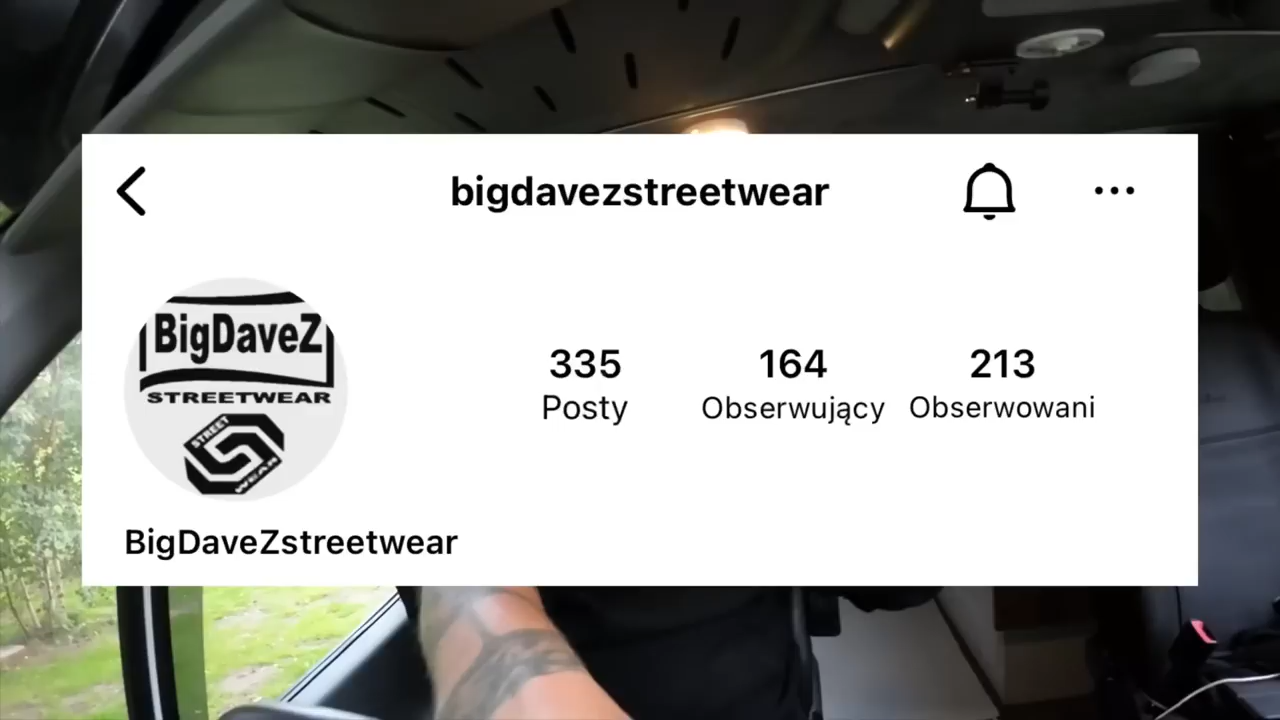 bigdavezstreetwear
BigDaveZ
STREETWEAR
STREET
WEAR
335 164 213
Posty Obserwujący Obserwowani
BigDaveZstreetwear